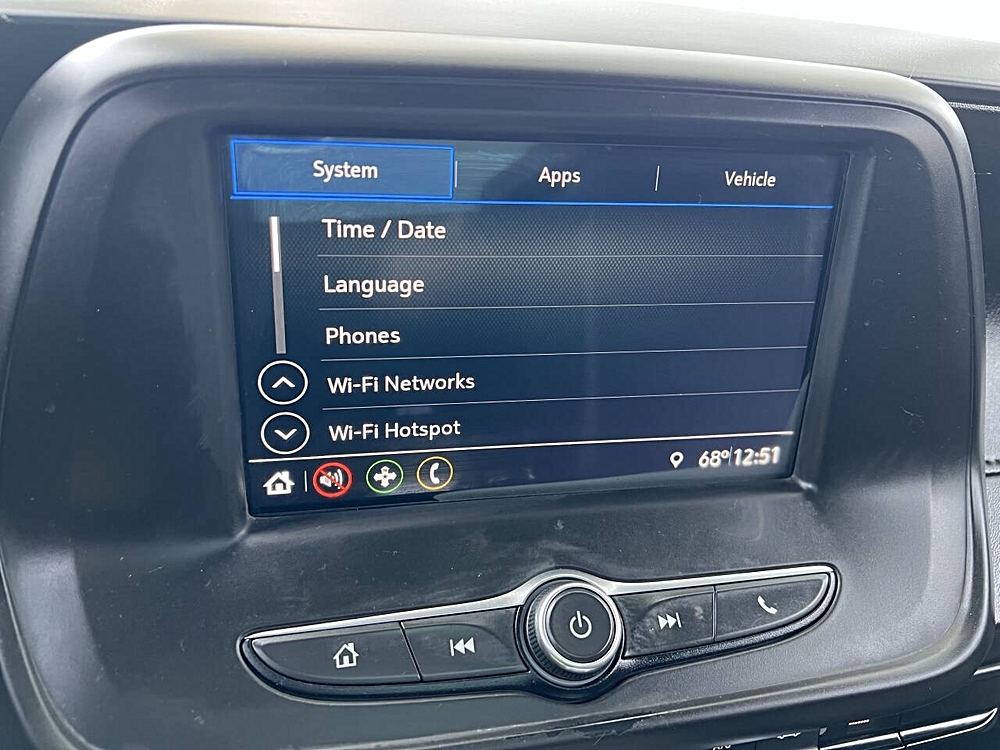 System
Apps
Vehicle
Time / Date
Language
Phones
Wi-Fi Networks
Wi-Fi Hotspot
68° 12:51